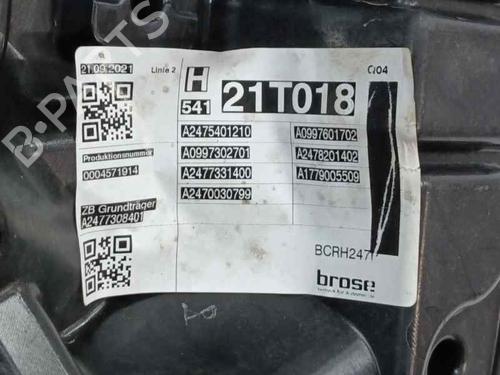 21.09.2021
Linie 2
H
541
21T018
Q04
A2475401210
A0997601702
A0997302701
A2478201402
A2477331400
A1779005509
A2470030799
Produktionsnummer
0004571914
ZB Grundträger
A2477308401
BCRH247
brose
B-PARTS